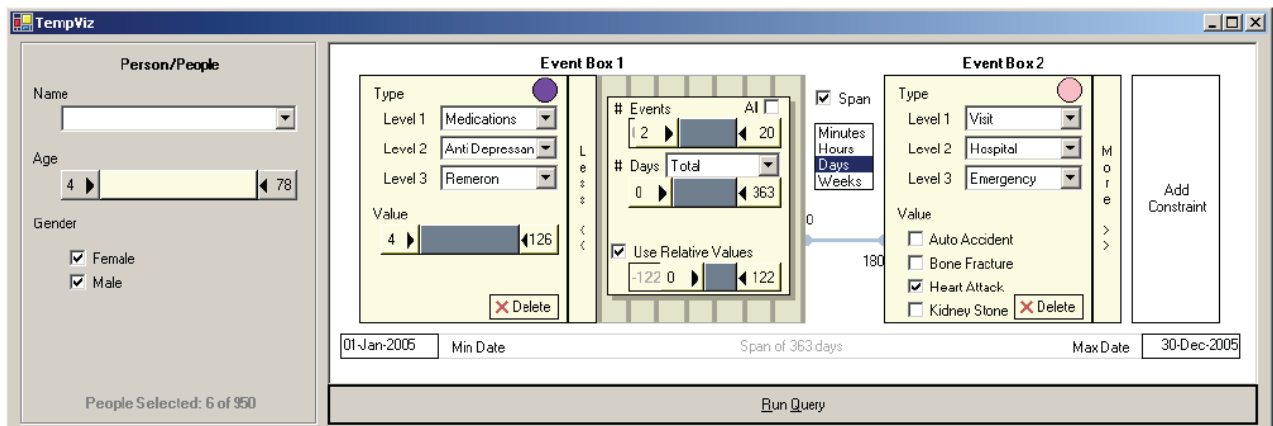 TempViz
Person/People
Name
Age
4 78
Gender
Female
Male
People Selected: 6 of 950
Event Box 1
Type
Level 1 Medications
Level 2 Anti Depressan
Level 3 Remeron
Value
4 126
Delete
Less <<
# Events All
2 20
# Days Total
0 363
Use Relative Values
-122 0 122
Span
Minutes
Hours
Days
Weeks
0
180
Event Box 2
Type
Level 1 Visit
Level 2 Hospital
Level 3 Emergency
Value
Auto Accident
Bone Fracture
Heart Attack
Kidney Stone Delete
More >>
Add
Constraint
01-Jan-2005 Min Date Span of 363 days Max Date 30-Dec-2005
Run Query